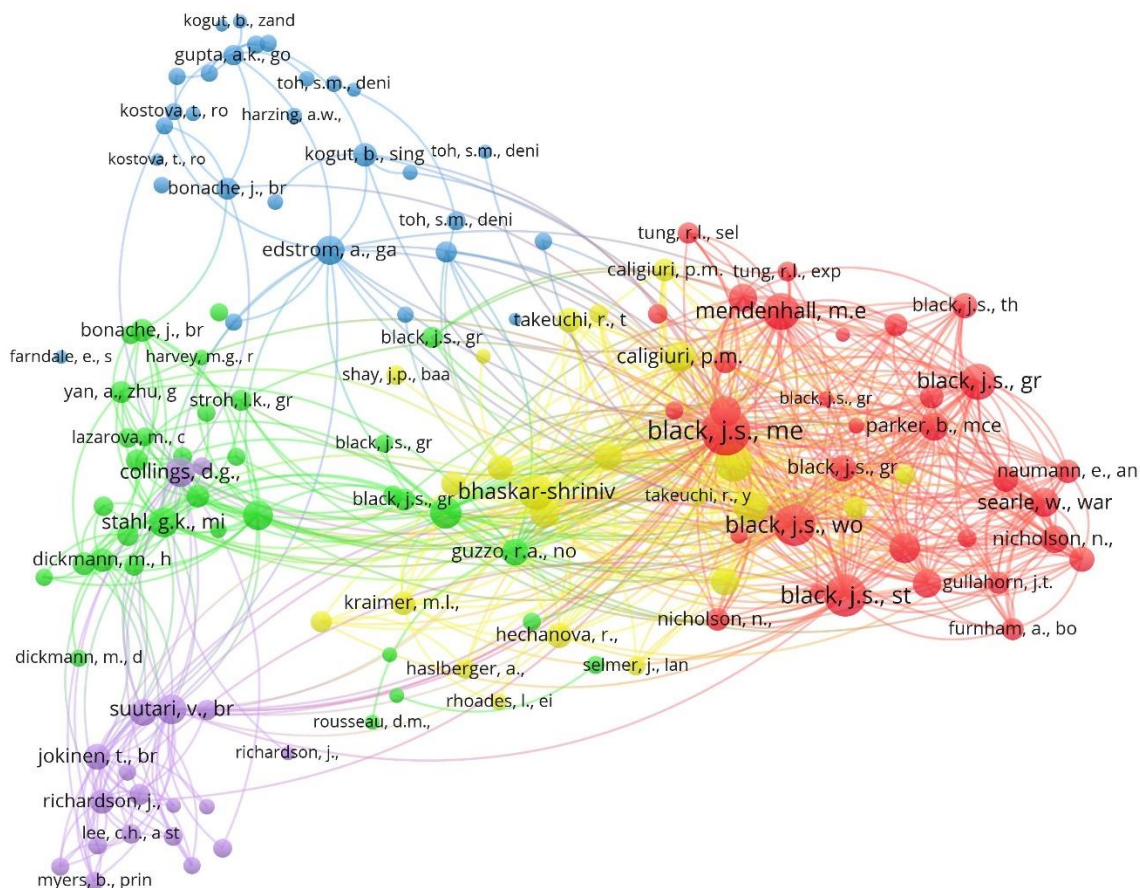 kogut, b., zand
gupta, a.k., go
toh, s.m., deni
kostova, t., ro
harzing, a.w.,
kostova, t., ro
kogut, b., sing
toh, s.m., deni
bonache, j., br
toh, s.m., deni
edstrom, a., ga
tung, r.l., sel
caligiuri, p.m.
tung, r.l., exp
mendenhall, m.e
black, j.s., th
takeuchi, r., t
bonache, j., br
black, j.s., gr
farndale, e., s
harvey, m.g., r
caligiuri, p.m.
shay, j.p., baa
black, j.s., gr
yan, a., zhu, g
stroh, l.k., gr
black, j.s., gr
parker, b., mce
black, j.s., me
lazarova, m., c
black, j.s., gr
collings, d.g.,
black, j.s., gr
naumann, e., an
bhaskar-shriniv
takeuchi, r., y
black, j.s., gr
searle, w., war
stahl, g.k., mi
black, j.s., wo
nicholson, n.,
guzzo, r.a., no
dickmann, m., h
gullahorn, j.t.
black, j.s., st
kraimer, m.l.,
nicholson, n.,
furnham, a., bo
hechanova, r.,
dickmann, m., d
haslberger, a.,
selmer, j., lan
rhoades, l., ei
suutari, v., br
rousseau, d.m.,
jokinen, t., br
richardson, j.,
richardson, j.,
lee, c.h., a st
myers, b., prin